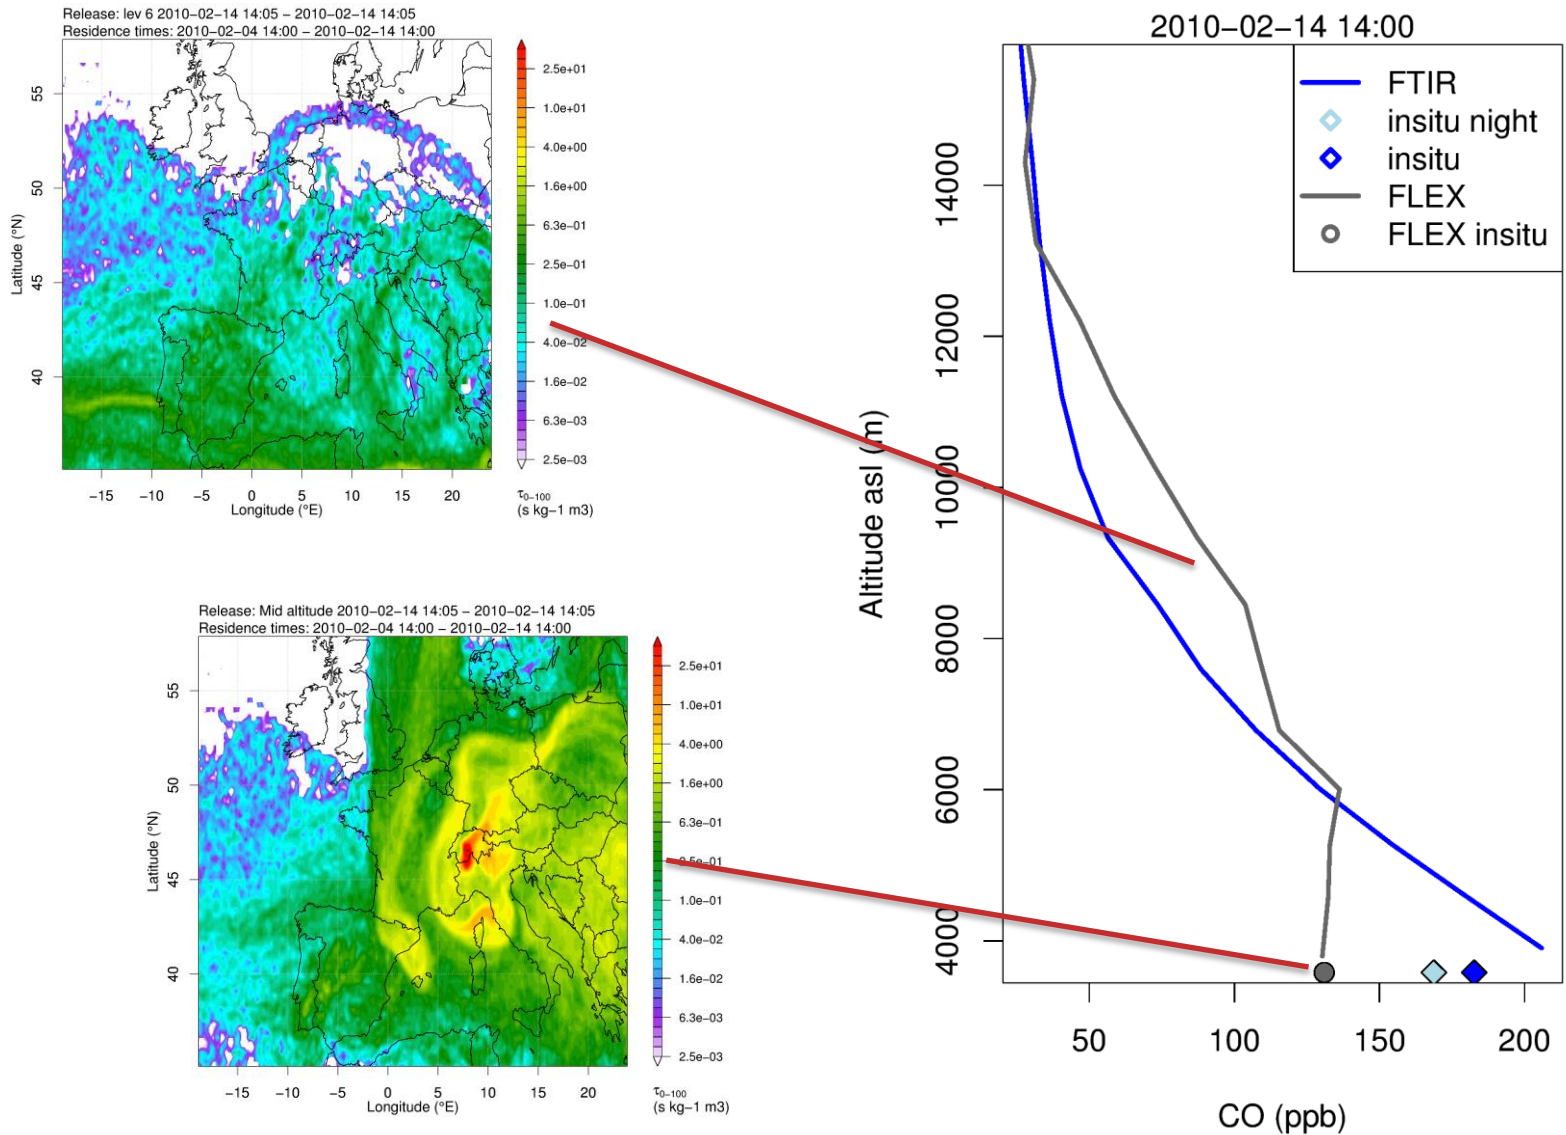 Release: lev 6 2010−02−14 14:05 − 2010−02−14 14:05
Residence times: 2010−02−04 14:00 − 2010−02−14 14:00
Latitude (°N)
55
50
45
40
−15 −10 −5 0 5 10 15 20
Longitude (°E)
2.5e+01
1.0e+01
4.0e+00
1.6e+00
6.3e−01
2.5e−01
1.0e−01
4.0e−02
1.6e−02
6.3e−03
2.5e−03
τ0−100
(s kg−1 m3)
Release: Mid altitude 2010−02−14 14:05 − 2010−02−14 14:05
Residence times: 2010−02−04 14:00 − 2010−02−14 14:00
Latitude (°N)
55
50
45
40
−15 −10 −5 0 5 10 15 20
Longitude (°E)
2.5e+01
1.0e+01
4.0e+00
1.6e+00
6.3e−01
2.5e−01
1.0e−01
4.0e−02
1.6e−02
6.3e−03
2.5e−03
τ0−100
(s kg−1 m3)
2010−02−14 14:00
FTIR
insitu night
insitu
FLEX
FLEX insitu
Altitude asl (m)
14000
12000
10000
8000
6000
4000
50 100 150 200
CO (ppb)